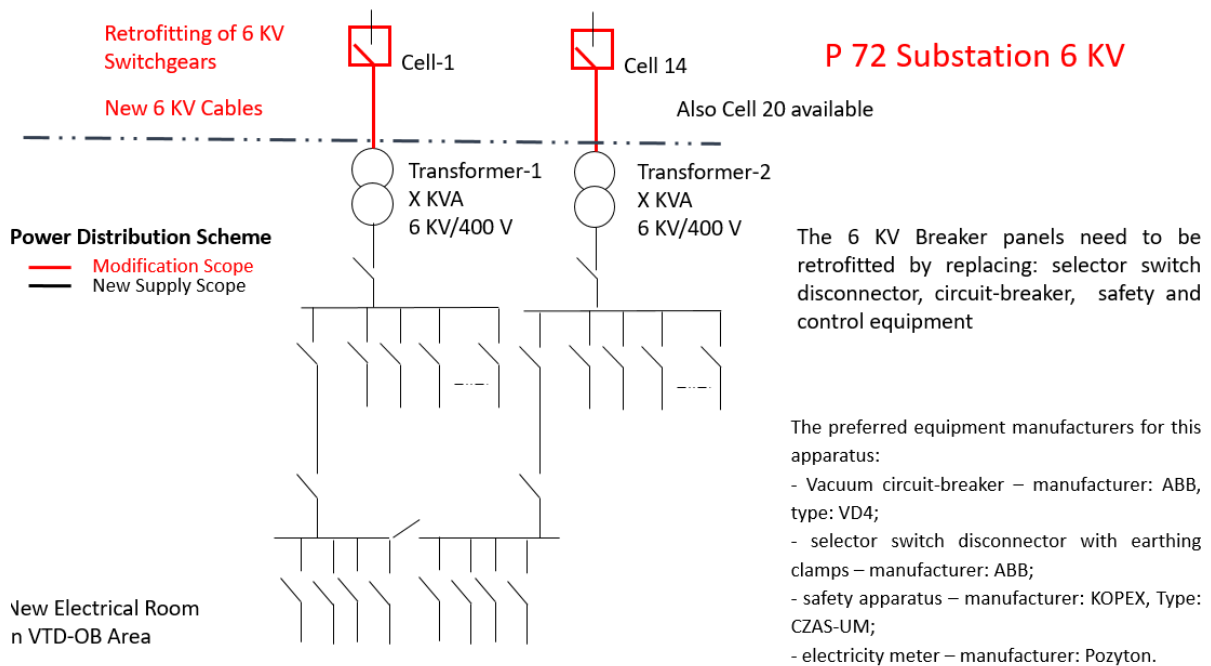 Retrofitting of 6 KV
Switchgears
New 6 KV Cables
Cell-1
Cell 14
P 72 Substation 6 KV
Also Cell 20 available
Transformer-1
X KVA
6 KV/400 V
Transformer-2
X KVA
6 KV/400 V
Power Distribution Scheme
Modification Scope
New Supply Scope
The 6 KV Breaker panels need to be
retrofitted by replacing: selector switch
disconnector, circuit-breaker, safety and
control equipment
The preferred equipment manufacturers for this
apparatus:
- Vacuum circuit-breaker – manufacturer: ABB,
type: VD4;
- selector switch disconnector with earthing
clamps – manufacturer: ABB;
- safety apparatus – manufacturer: KOPEX, Type:
CZAS-UM;
- electricity meter – manufacturer: Pozyton.
New Electrical Room
n VTD-OB Area